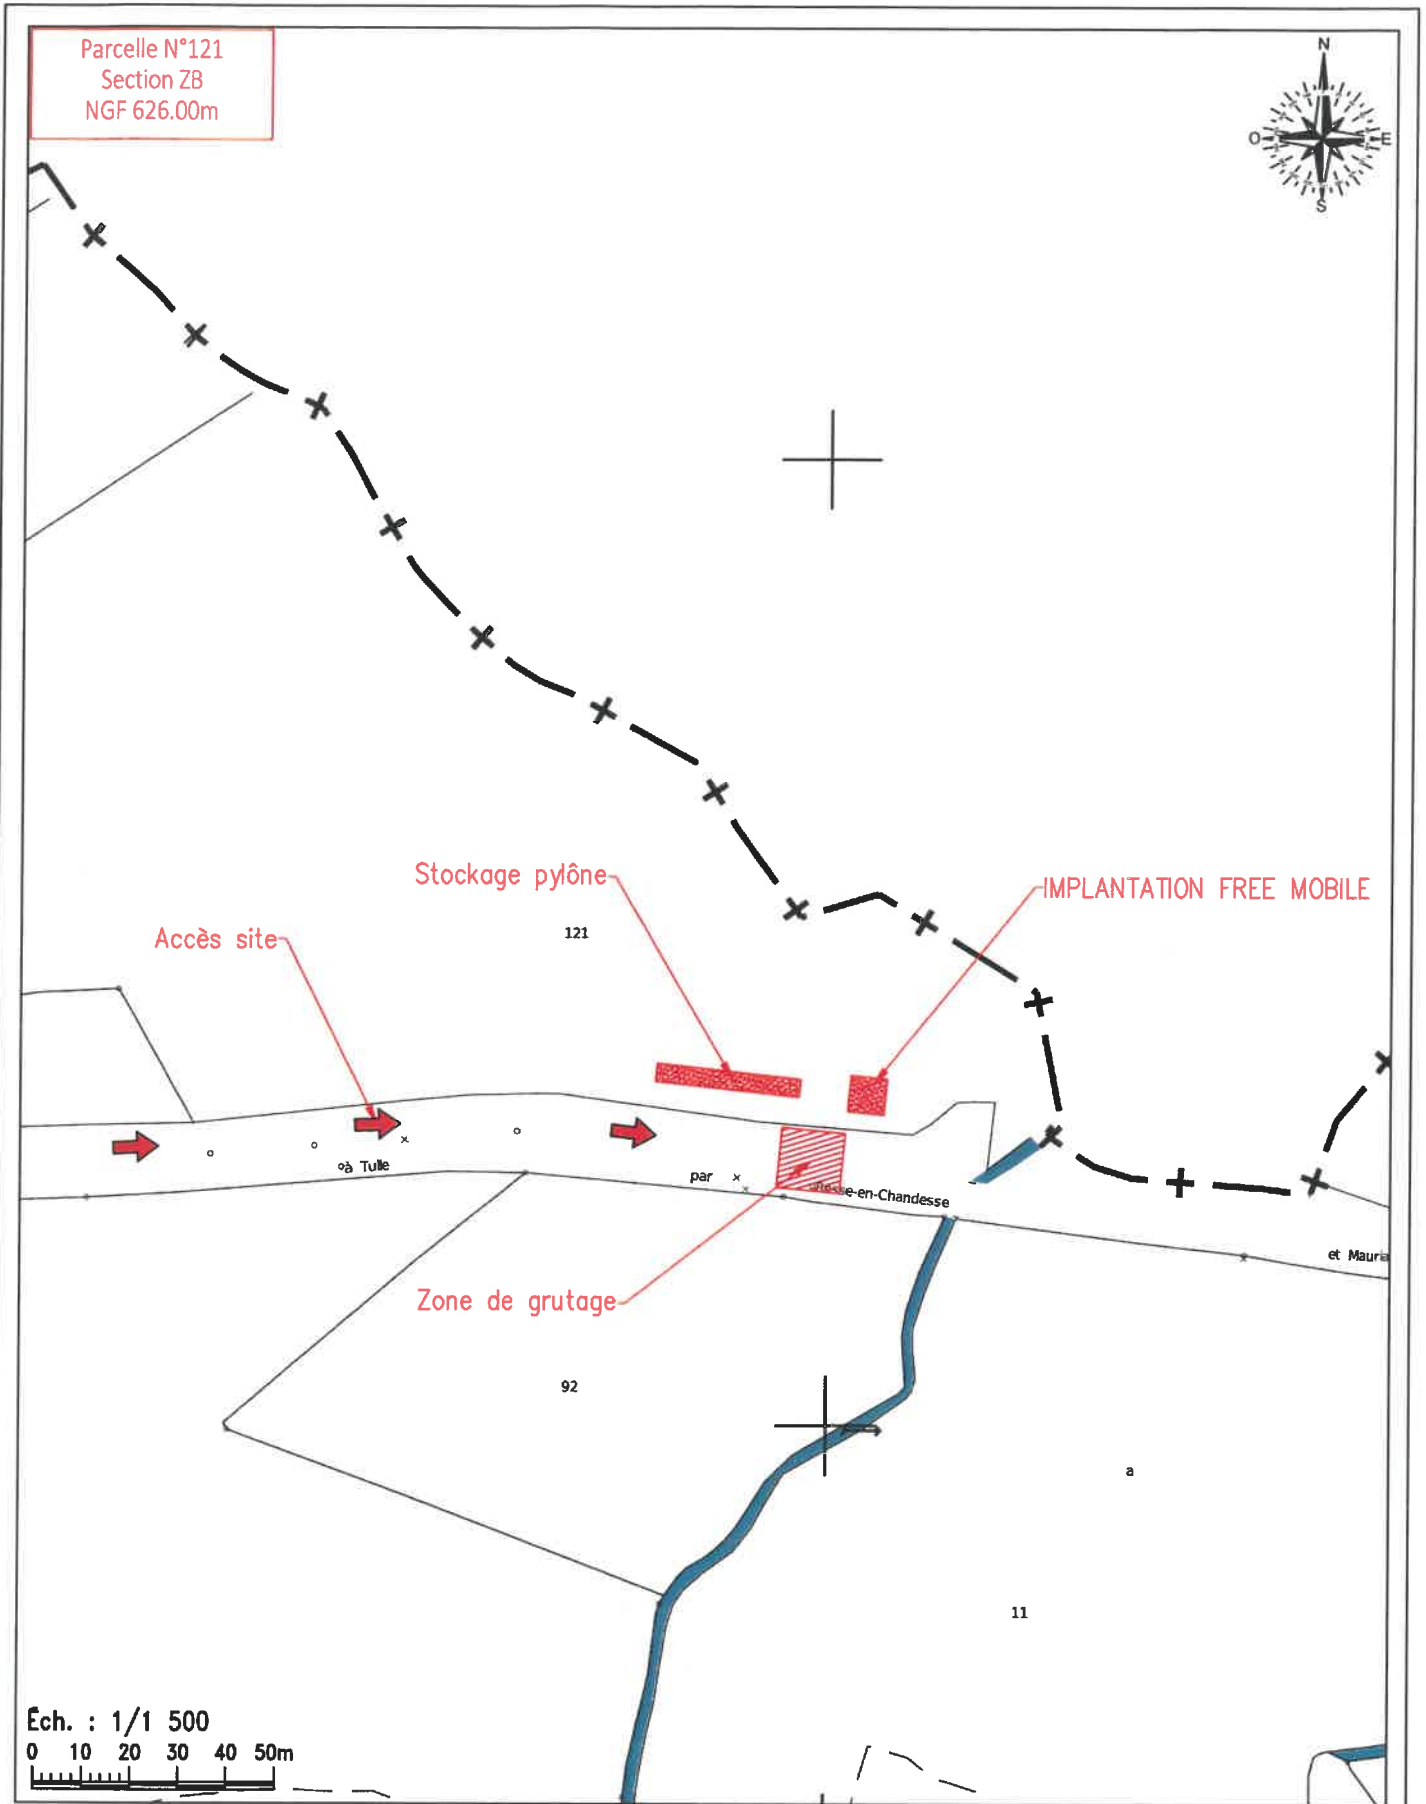 Parcelle N°121
Section ZB
NGF 626.00m
N
O
E
S
Stockage pylône
IMPLANTATION FREE MOBILE
121
Accès site
à Tulle
par
-en-Chandesse
et Mauria
Zone de grutage
92
a
11
Éch. : 1/1 500
0 10 20 30 40 50m